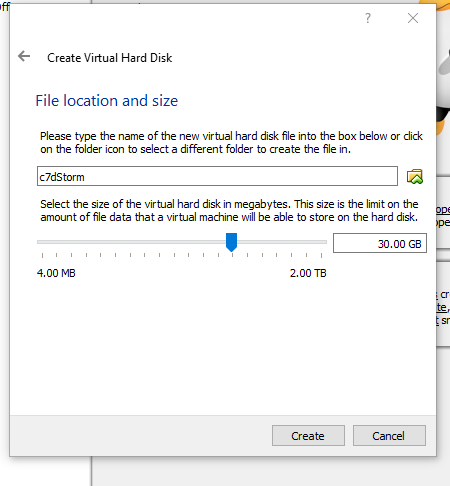 Off
?
Create Virtual Hard Disk
File location and size
Please type the name of the new virtual hard disk file into the box below or click
on the folder icon to select a different folder to create the file in.
c7dStorm
Select the size of the virtual hard disk in megabytes. This size is the limit on the
amount of file data that a virtual machine will be able to store on the hard disk.
30.00 GB
4.00 MB
2.00 TB
Create
Cancel